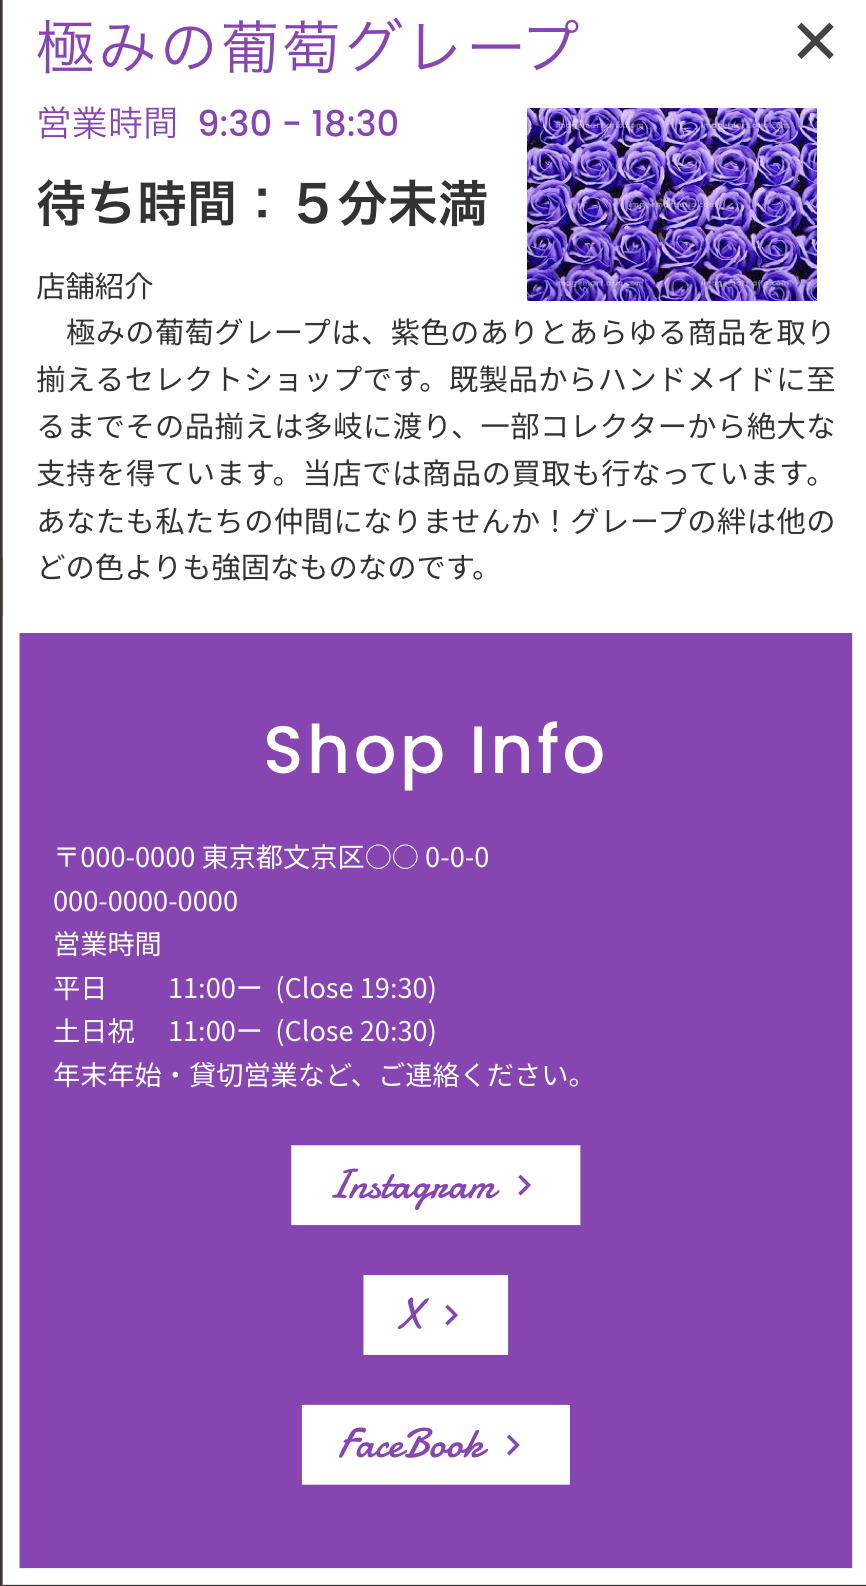 極みの葡萄グレープ
営業時間 9:30 - 18:30
待ち時間：５分未満
店舗紹介
　極みの葡萄グレープは、紫色のありとあらゆる商品を取り
揃えるセレクトショップです。既製品からハンドメイドに至
るまでその品揃えは多岐に渡り、一部コレクターから絶大な
支持を得ています。当店では商品の買取も行なっています。
あなたも私たちの仲間になりませんか！グレープの絆は他の
どの色よりも強固なものなのです。
Shop Info
〒000-0000 東京都文京区○○ 0-0-0
000-0000-0000
営業時間
平日　　11:00ー (Close 19:30)
土日祝　11:00ー (Close 20:30)
年末年始・貸切営業など、ご連絡ください。
Instagram >
X >
FaceBook >